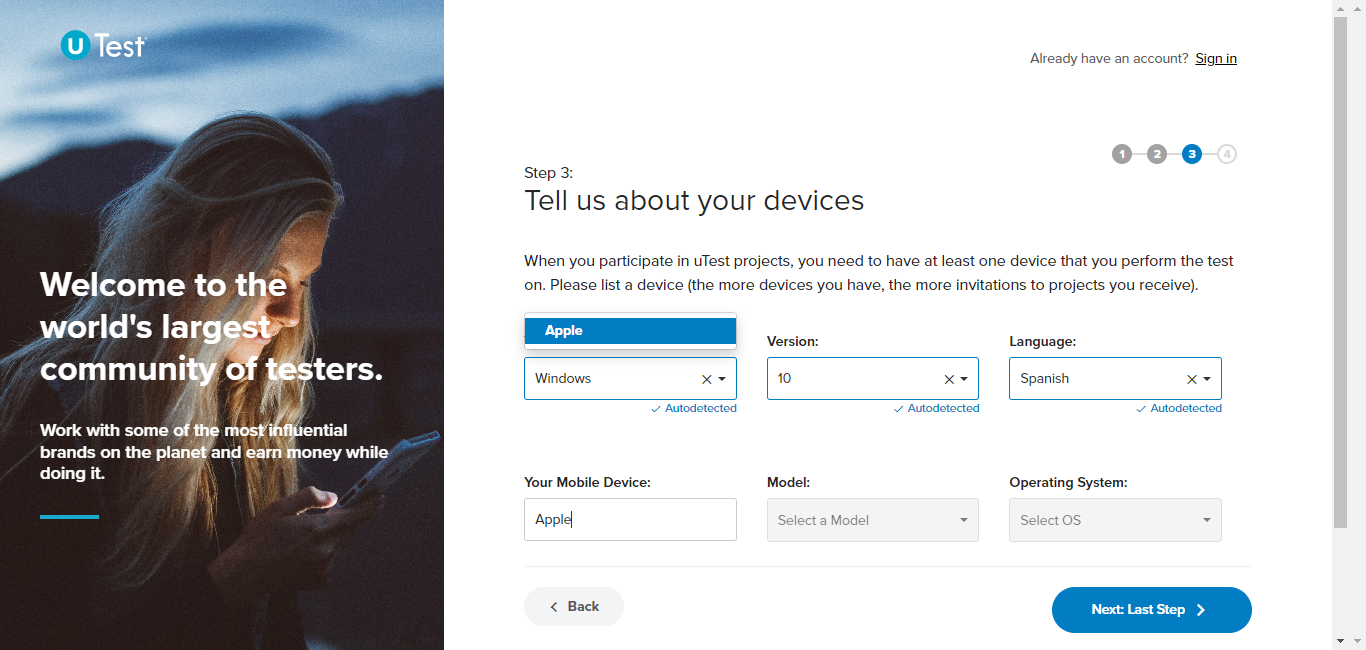 uTest
Already have an account? Sign in
1 2 3 4
Step 3:
Tell us about your devices
When you participate in uTest projects, you need to have at least one device that you perform the test
on. Please list a device (the more devices you have, the more invitations to projects you receive).
Welcome to the
world's largest
community of testers.
Work with some of the most influential
brands on the planet and earn money while
doing it.
Apple
Version:
Language:
Windows
10
Spanish
Autodetected
Autodetected
Autodetected
Your Mobile Device:
Model:
Operating System:
Apple
Select a Model
Select OS
Back
Next: Last Step